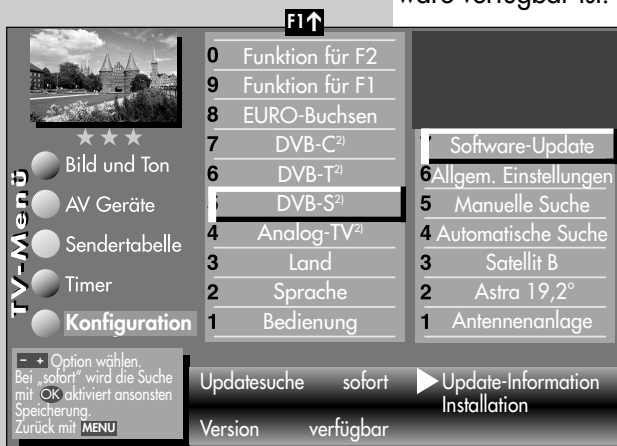 ware verfügbar ist.
F1↑
TV-Menü
Bild und Ton
AV Geräte
Sendertabelle
Timer
Konfiguration
0 Funktion für F2
9 Funktion für F1
8 EURO-Buchsen
7 DVB-C2)
6 DVB-T2)
5 DVB-S2)
4 Analog-TV2)
3 Land
2 Sprache
1 Bedienung
7 Software-Update
6 Allgem. Einstellungen
5 Manuelle Suche
4 Automatische Suche
3 Satellit B
2 Astra 19,2°
1 Antennenanlage
- + Option wählen.
Bei „sofort“ wird die Suche
mit OK aktiviert ansonsten
Speicherung.
Zurück mit MENU
Updatesuche sofort
Version verfügbar
Update-Information
Installation